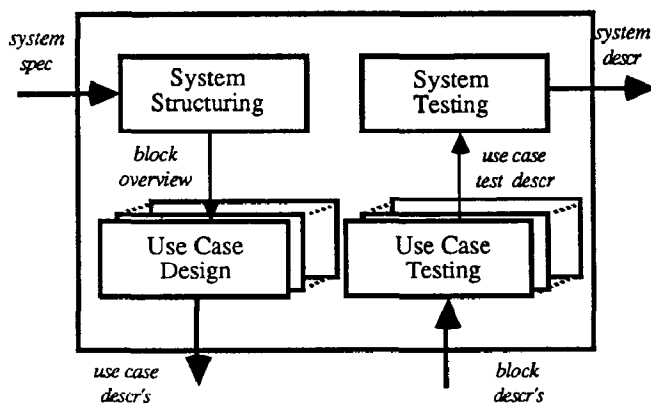 system
spec
System
Structuring
System
Testing
system
descr
block
overview
use case
test descr
Use Case
Design
Use Case
Testing
use case
descr's
block
descr's